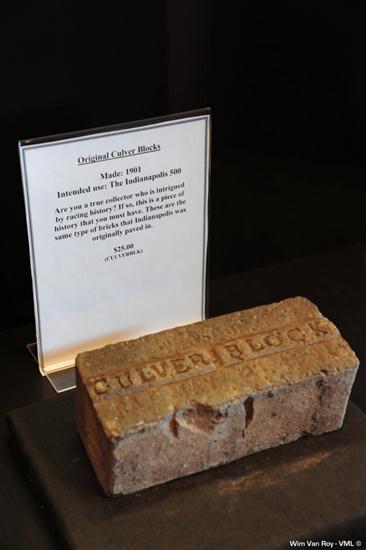 Original Culver Blocks
Made: 1901
Intended use: The Indianapolis 500
Are you a true collector who is intrigued
by racing history? If so, this is a piece of
history that you must have. These are the
same type of bricks that Indianapolis was
originally paved in.
$25.00
(CULVERBLK)
CULVER BLOCK
Wim Van Roy - VML ©